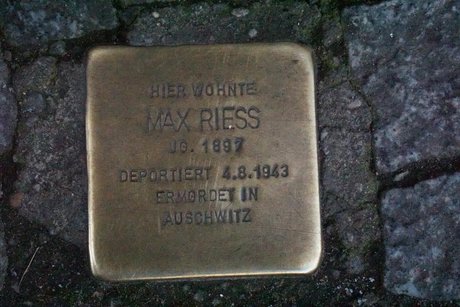 HIER WOHNTE
MAX RIESS
JG. 1897
DEPORTIERT 4.8.1943
ERMORDET IN
AUSCHWITZ